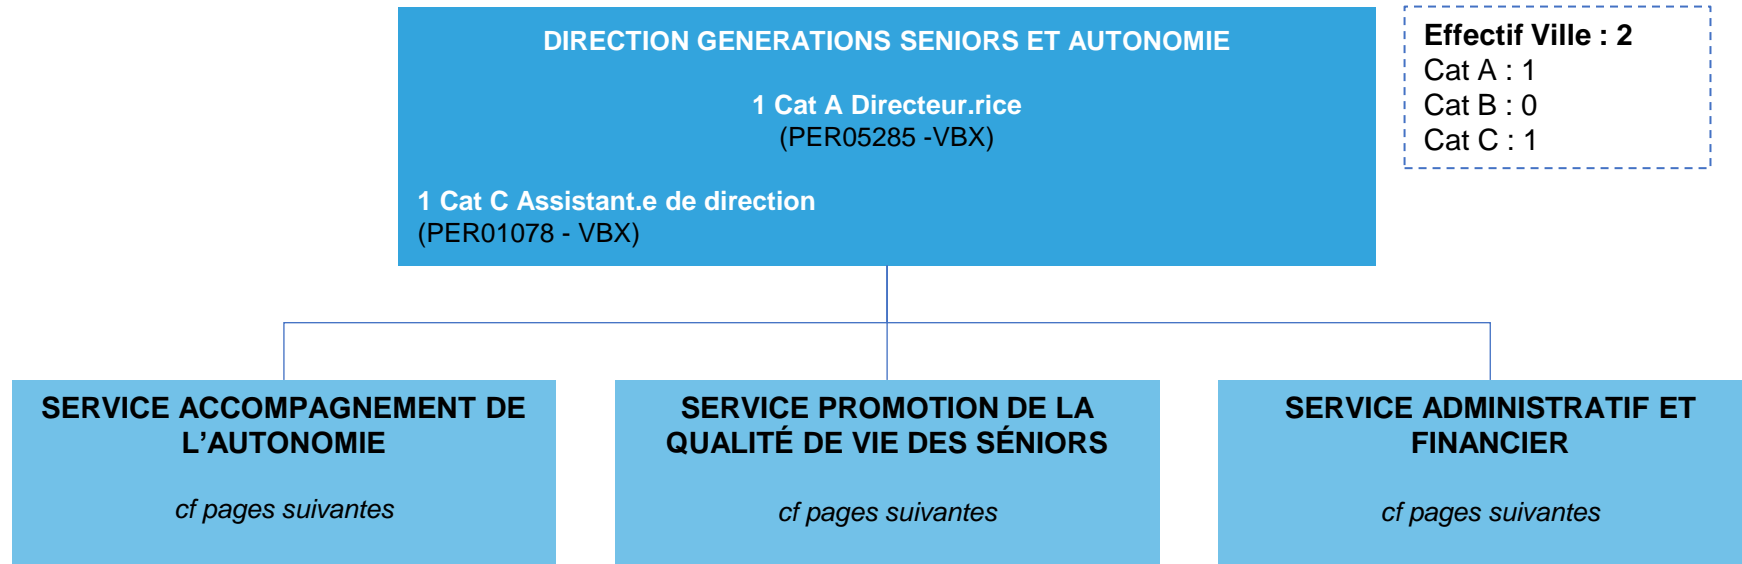 DIRECTION GENERATIONS SENIORS ET AUTONOMIE
1 Cat A Directeur.rice
(PER05285 -VBX)
1 Cat C Assistant.e de direction
(PER01078 - VBX)
Effectif Ville : 2
Cat A : 1
Cat B : 0
Cat C : 1
SERVICE ACCOMPAGNEMENT DE
L’AUTONOMIE
cf pages suivantes
SERVICE PROMOTION DE LA
QUALITÉ DE VIE DES SÉNIORS
cf pages suivantes
SERVICE ADMINISTRATIF ET
FINANCIER
cf pages suivantes